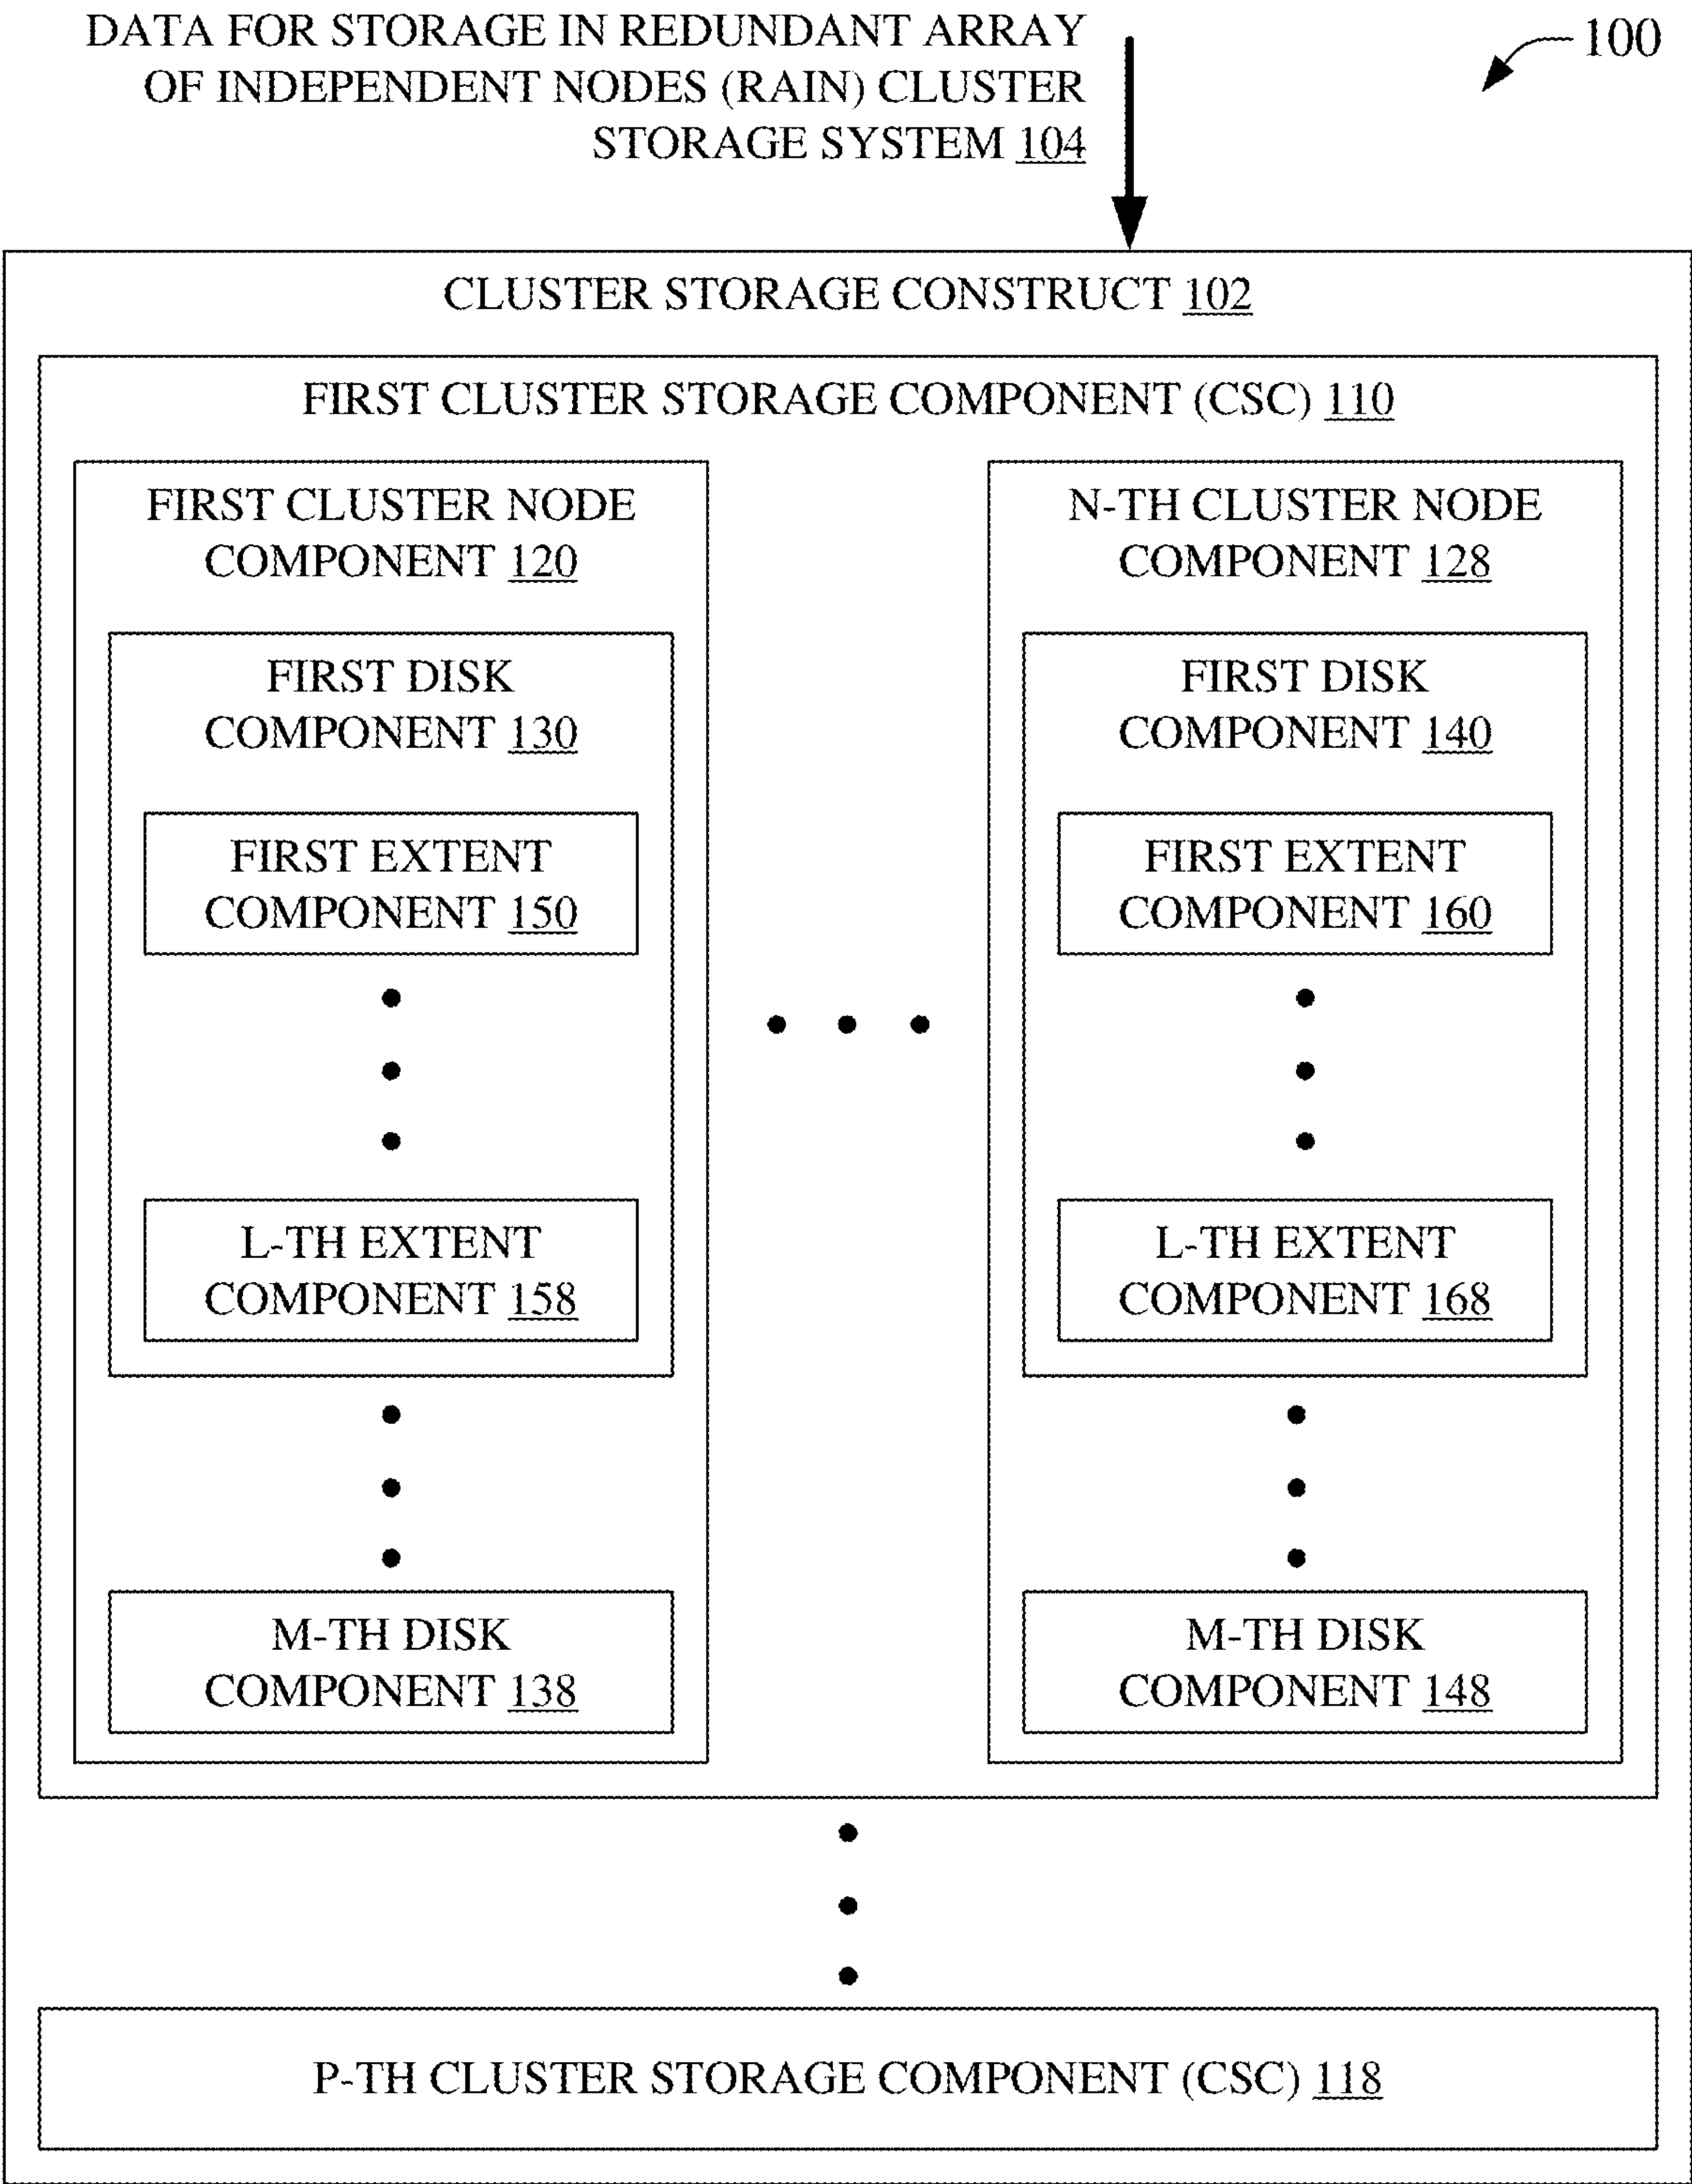 DATA FOR STORAGE IN REDUNDANT ARRAY
OF INDEPENDENT NODES (RAIN) CLUSTER
STORAGE SYSTEM 104
100
CLUSTER STORAGE CONSTRUCT 102
FIRST CLUSTER STORAGE COMPONENT (CSC) 110
FIRST CLUSTER NODE
COMPONENT 120
FIRST DISK
COMPONENT 130
FIRST EXTENT
COMPONENT 150
L-TH EXTENT
COMPONENT 158
M-TH DISK
COMPONENT 138
N-TH CLUSTER NODE
COMPONENT 128
FIRST DISK
COMPONENT 140
FIRST EXTENT
COMPONENT 160
L-TH EXTENT
COMPONENT 168
M-TH DISK
COMPONENT 148
P-TH CLUSTER STORAGE COMPONENT (CSC) 118